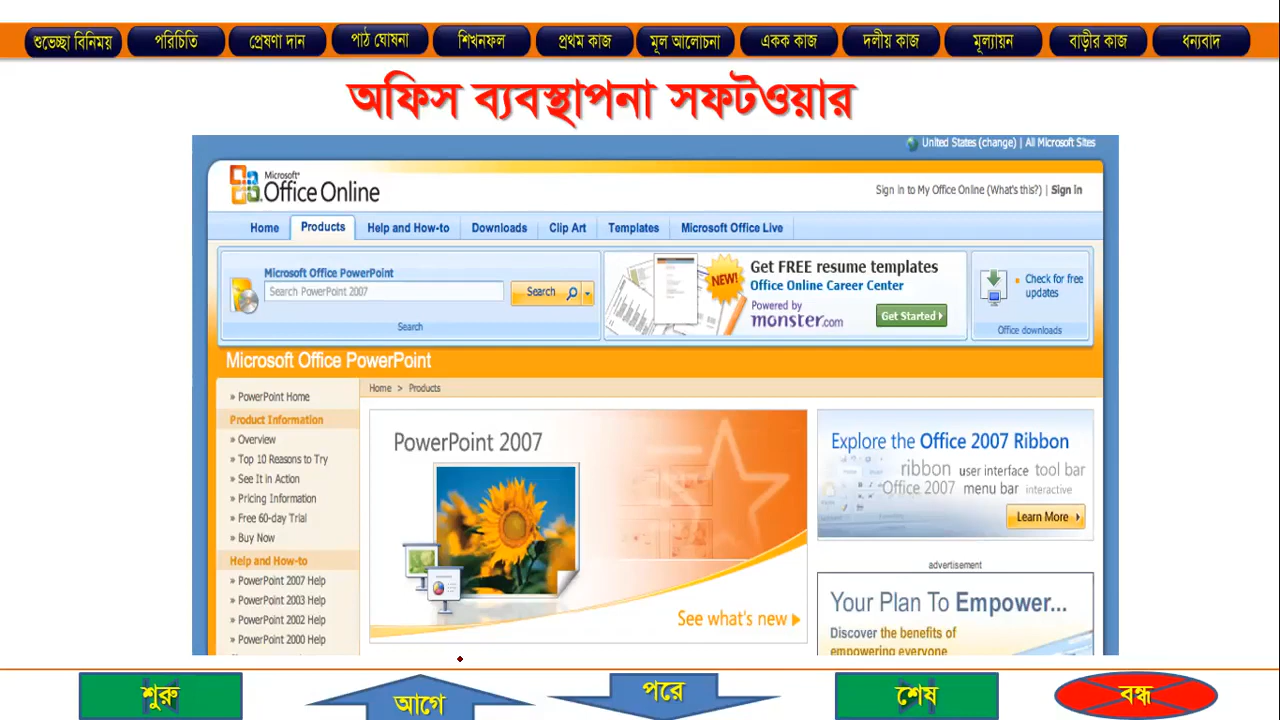 শুভেচ্ছা বিনিময় পরিচিতি প্রেষণা দান পাঠ ঘোষনা শিখনফল প্রথম কাজ মূল আলোচনা একক কাজ দলীয় কাজ মূল্যায়ন বাড়ীর কাজ ধন্যবাদ
অফিস ব্যবস্থাপনা সফটওয়ার
United States (change) | All Microsoft Sites
Microsoft®
Office Online
Sign in to My Office Online (What's this?) | Sign in
Home Products Help and How-to Downloads Clip Art Templates Microsoft Office Live
Microsoft Office PowerPoint
Search PowerPoint 2007 Search
Search
NEW!
Get FREE resume templates
Office Online Career Center
Powered by
monster.com
Get Started
Check for free
updates
Office downloads
Microsoft Office PowerPoint
» PowerPoint Home
Product Information
» Overview
» Top 10 Reasons to Try
» See It in Action
» Pricing Information
» Free 60-day Trial
» Buy Now
Help and How-to
» PowerPoint 2007 Help
» PowerPoint 2003 Help
» PowerPoint 2002 Help
» PowerPoint 2000 Help
Home > Products
PowerPoint 2007
See what's new
Explore the Office 2007 Ribbon
ribbon user interface tool bar
Office 2007 menu bar interactive
Learn More
advertisement
Your Plan To Empower...
Discover the benefits of
empowering everyone
শুরু আগে পরে শেষ বন্ধ